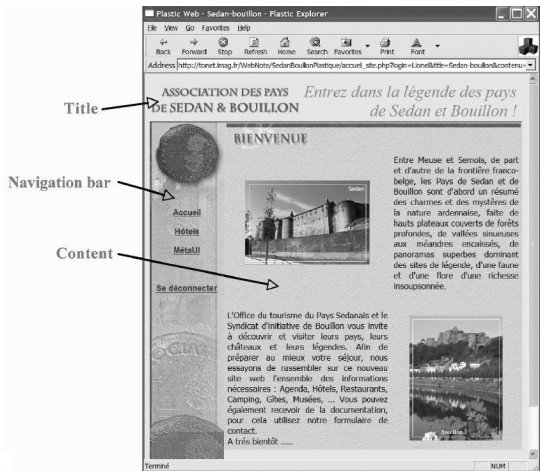 Plastic Web - Sedan-bouillon - Plastic Explorer
File View Go Favorites Help
Back Forward Stop Refresh Home Search Favorites Print Font
Address http://tonet.imag.fr/WebNote/SedanBouillonPlastique/accueil_site.php?login=Lionel&title=Sedan-bouillon&contenu=
Title
ASSOCIATION DES PAYS
DE SEDAN & BOUILLON
Entrez dans la légende des pays
de Sedan et Bouillon !
BIENVENUE
Navigation bar
Accueil
Hôtels
MétaUI
Se déconnecter
Content
Sedan
Entre Meuse et Semois, de part
et d'autre de la frontière franco-
belge, les Pays de Sedan et de
Bouillon sont d'abord un résumé
des charmes et des mystères de
la nature ardennaise, faite de
hauts plateaux couverts de forêts
profondes, de vallées sinueuses
aux méandres encaissés, de
panoramas superbes dominant
des sites de légende, d'une faune
et d'une flore d'une richesse
insoupsonnée.
L'Office du tourisme du Pays Sedanais et le
Syndicat d'initiative de Bouillon vous invite
à découvrir et visiter leurs pays, leurs
châteaux et leurs légendes. Afin de
préparer au mieux votre séjour, nous
essayons de rassembler sur ce nouveau
site web l'ensemble des informations
nécessaires : Agenda, Hôtels, Restaurants,
Camping, Gîtes, Musées, ... Vous pouvez
également recevoir de la documentation,
pour cela utilisez notre formulaire de
contact.
A trés bientôt .....
Bouillon
Terminé
NUM